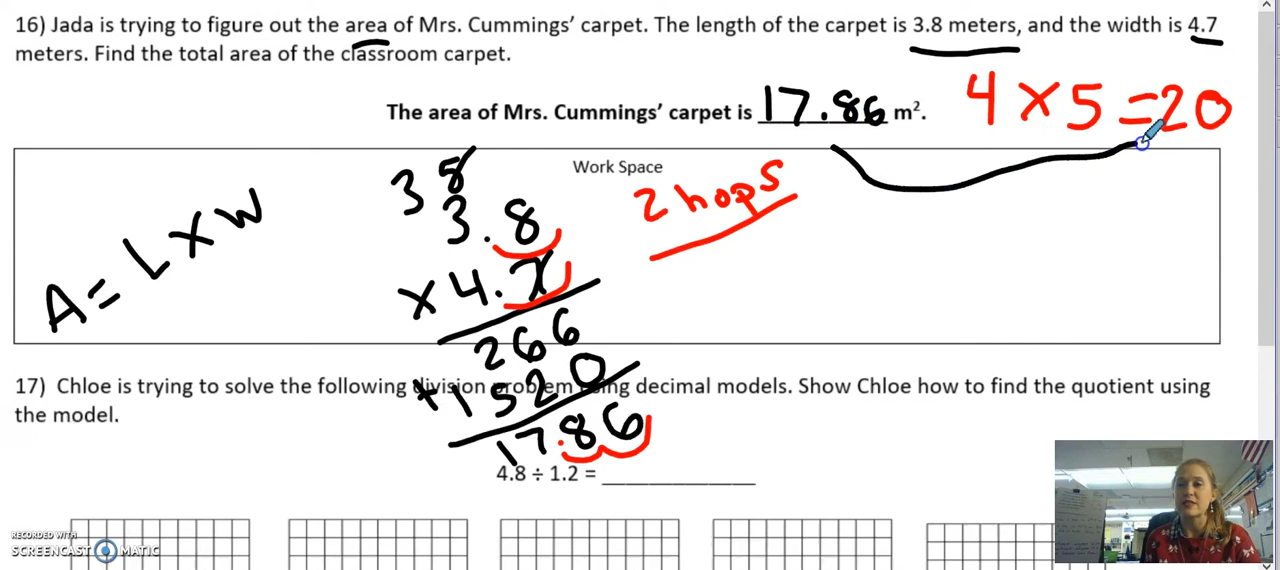 16) Jada is trying to figure out the area of Mrs. Cummings’ carpet. The length of the carpet is 3.8 meters, and the width is 4.7
meters. Find the total area of the classroom carpet.
The area of Mrs. Cummings’ carpet is 17.86 m².
4 × 5 = 20
Work Space
A = L × W
3 5
3.8
× 4.7
266
+ 1520
17.86
2 hops
17) Chloe is trying to solve the following division problem using decimal models. Show Chloe how to find the quotient using
the model.
4.8 ÷ 1.2 = ____________
RECORDED WITH
SCREENCAST MATIC